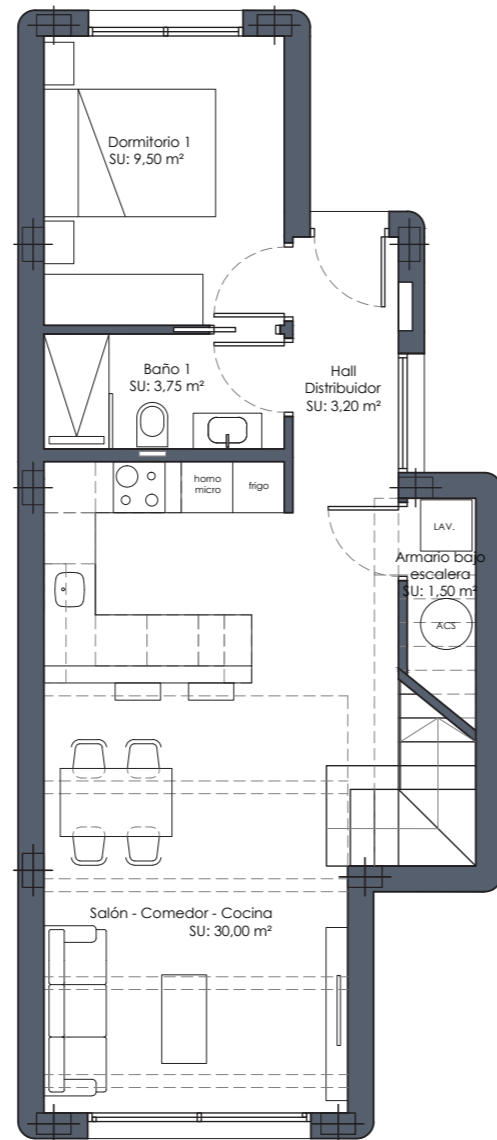 Dormitorio 1
SU: 9,50 m²
Baño 1
SU: 3,75 m²
Hall
Distribuidor
SU: 3,20 m²
horno
micro
frigo
LAV.
Armario bajo
escalera
SU: 1,50 m²
ACS
Salón - Comedor - Cocina
SU: 30,00 m²